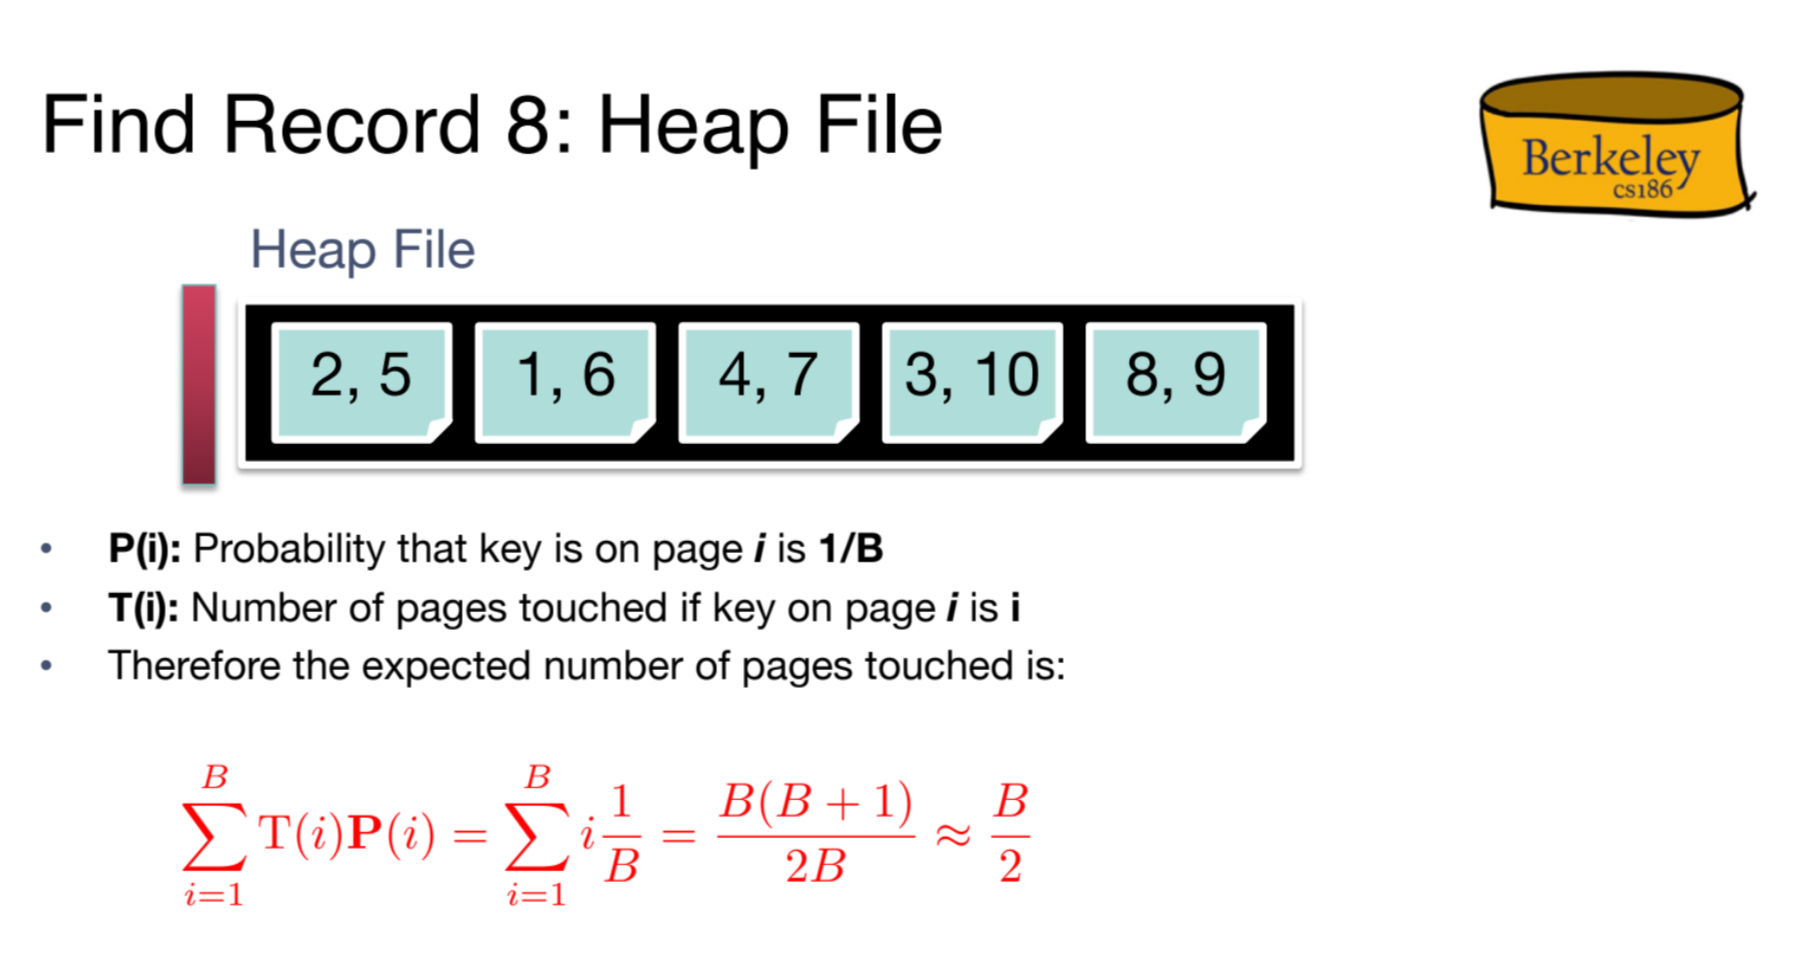 Find Record 8: Heap File
Berkeley
cs186
Heap File
2, 5
1, 6
4, 7
3, 10
8, 9
• P(i): Probability that key is on page i is 1/B
• T(i): Number of pages touched if key on page i is i
• Therefore the expected number of pages touched is:
\sum_{i=1}^{B} T(i)P(i) = \sum_{i=1}^{B} i\frac{1}{B} = \frac{B(B+1)}{2B} \approx \frac{B}{2}